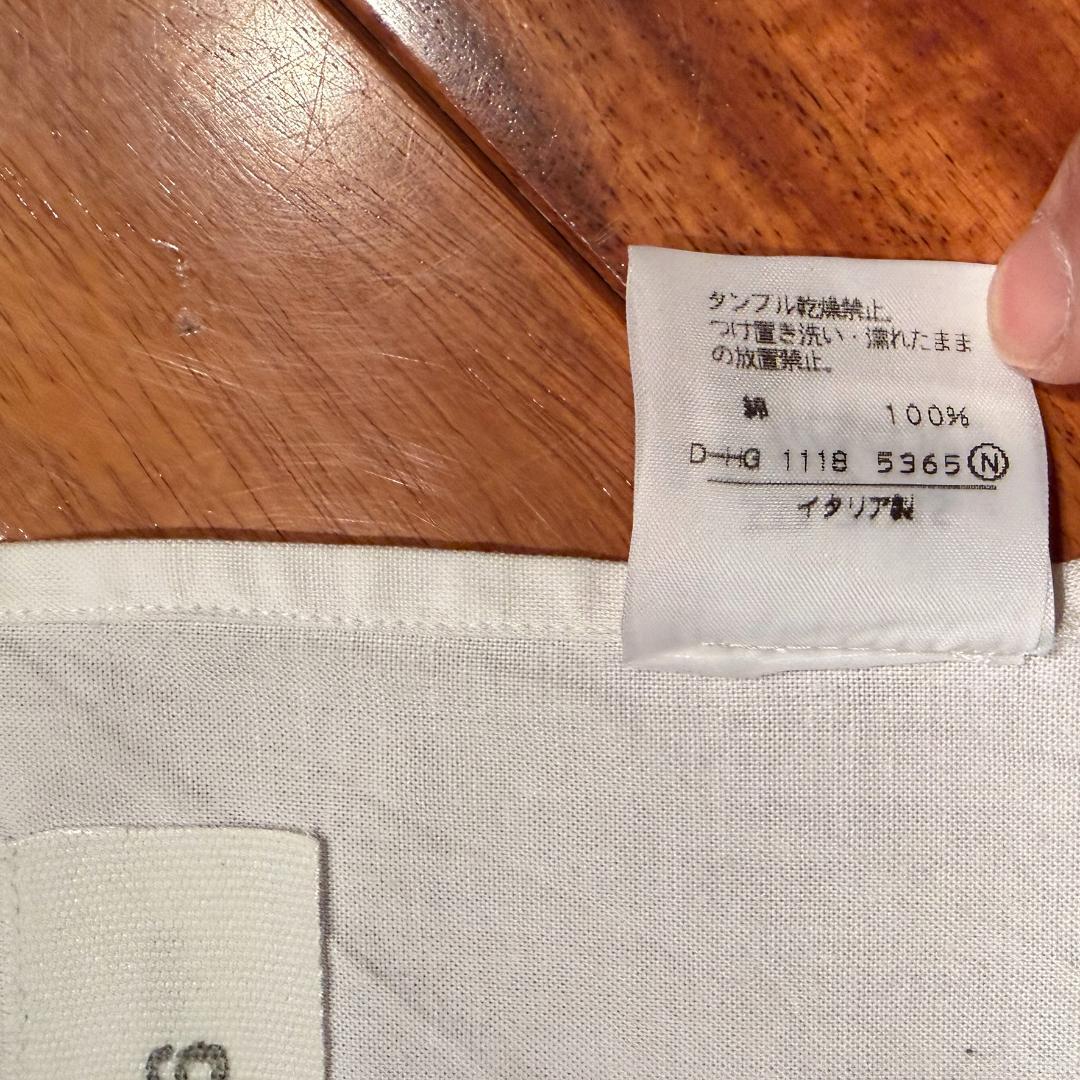 タンブル乾燥禁止。
つけ置き洗い・濡れたまま
の放置禁止。
綿 100%
D-HG 1118 5365Ⓝ
イタリア製